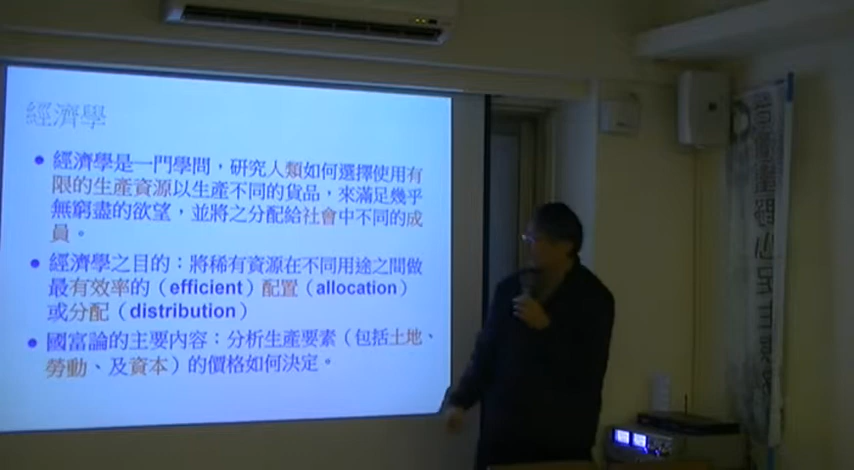 經濟學
• 經濟學是一門學問，研究人類如何選擇使用有
限的生產資源以生產不同的貨品，來滿足幾乎
無窮盡的欲望，並將之分配給社會中不同的成
員。
• 經濟學之目的：將稀有資源在不同用途之間做
最有效率的（efficient）配置（allocation）
或分配（distribution）
• 國富論的主要內容：分析生產要素（包括土地、
勞動、及資本）的價格如何決定。